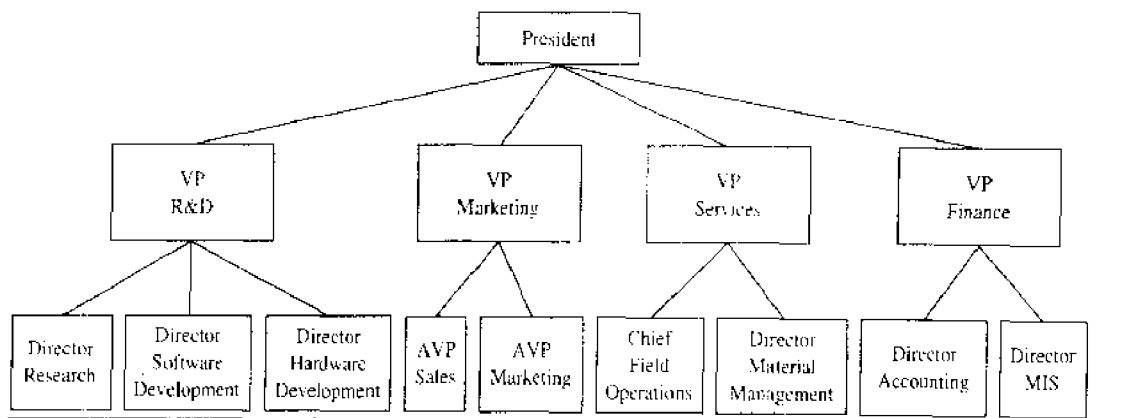 President
VP
R&D
VP
Marketing
VP
Services
VP
Finance
Director
Research
Director
Software
Development
Director
Hardware
Development
AVP
Sales
AVP
Marketing
Chief
Field
Operations
Director
Material
Management
Director
Accounting
Director
MIS